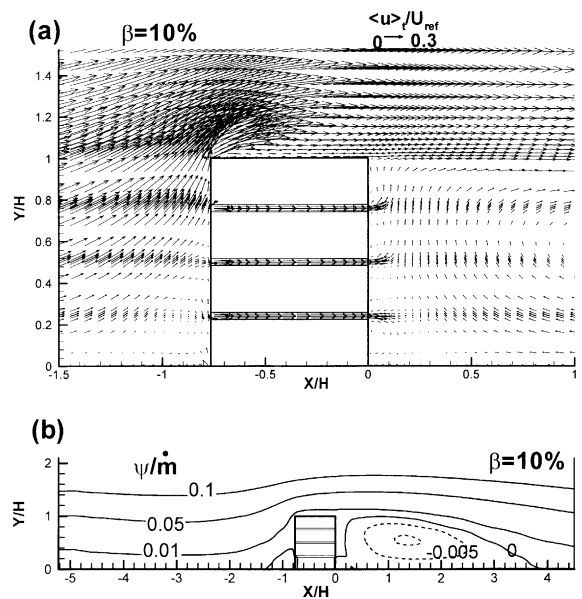 (a) β=10% <u>t/Uref
0 → 0.3
1.4
1.2
1
0.8
0.6
0.4
0.2
0
Y/H
-1.5 -1 -0.5 0 0.5 1
X/H
(b)
ψ/ṁ β=10%
2
1
0
Y/H
0.1
0.05
0.01
-0.005 0
-5 -4 -3 -2 -1 0 1 2 3 4
X/H